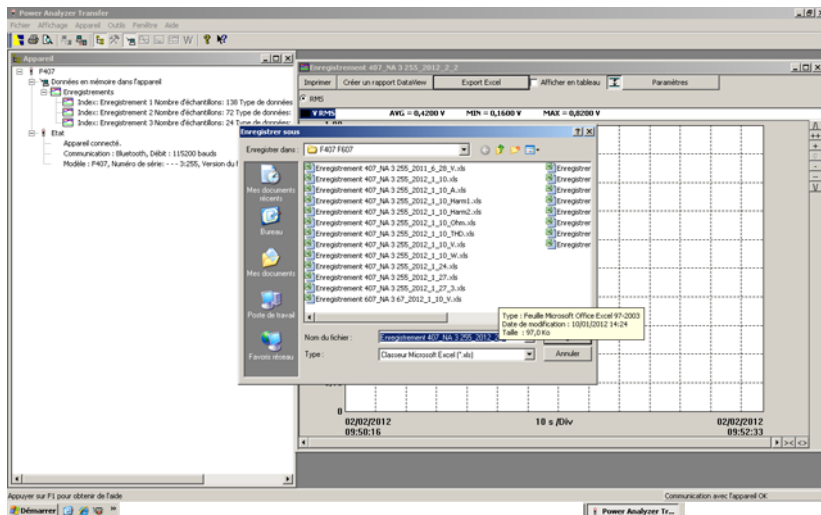 Power Analyzer Transfer
Fichier Affichage Appareil Outils Fenêtre Aide
Appareil
F407
Données en mémoire dans l'appareil
Enregistrements
Index: Enregistrement 1 Nombre d'échantillons: 138 Type de données
Index: Enregistrement 2 Nombre d'échantillons: 72 Type de données:
Index: Enregistrement 3 Nombre d'échantillons: 24 Type de données:
Etat
Appareil connecté.
Communication : Bluetooth, Débit : 115200 bauds
Modèle : F407, Numéro de série: - - - 3:255, Version du
Enregistrement 407_NA 3 255_2012_2_2
Imprimer Créer un rapport DataView Export Excel Afficher en tableau Paramètres
RMS
V RMS AVG = 0,4200 V MIN = 0,1600 V MAX = 0,8200 V
Enregistrer sous
Enregistrer dans : F407 F607
Mes documents récents
Bureau
Mes documents
Poste de travail
Favoris réseau
Enregistrement 407_NA 3 255_2011_6_28_V.xls
Enregistrement 407_NA 3 255_2012_1_10.xls
Enregistrement 407_NA 3 255_2012_1_10_A.xls
Enregistrement 407_NA 3 255_2012_1_10_Harm1.xls
Enregistrement 407_NA 3 255_2012_1_10_Harm2.xls
Enregistrement 407_NA 3 255_2012_1_10_Ohm.xls
Enregistrement 407_NA 3 255_2012_1_10_THD.xls
Enregistrement 407_NA 3 255_2012_1_10_V.xls
Enregistrement 407_NA 3 255_2012_1_10_W.xls
Enregistrement 407_NA 3 255_2012_1_24.xls
Enregistrement 407_NA 3 255_2012_1_27.xls
Enregistrement 407_NA 3 255_2012_1_27_3.xls
Enregistrement 607_NA 3 67_2012_1_10_V.xls
Enregistrer
Enregistrer
Enregistrer
Enregistrer
Enregistrer
Enregistrer
Enregistrer
Type : Feuille Microsoft Office Excel 97-2003
Date de modification : 10/01/2012 14:24
Taille : 97,0 Ko
Nom du fichier : Enregistrement 407_NA 3 255_2012_2_2
Type : Classeur Microsoft Excel (*.xls)
Annuler
0
02/02/2012 10 s /Div 02/02/2012
09:50:16 09:52:33
Appuyer sur F1 pour obtenir de l'aide Communication avec l'appareil OK
Démarrer Power Analyzer Tr...